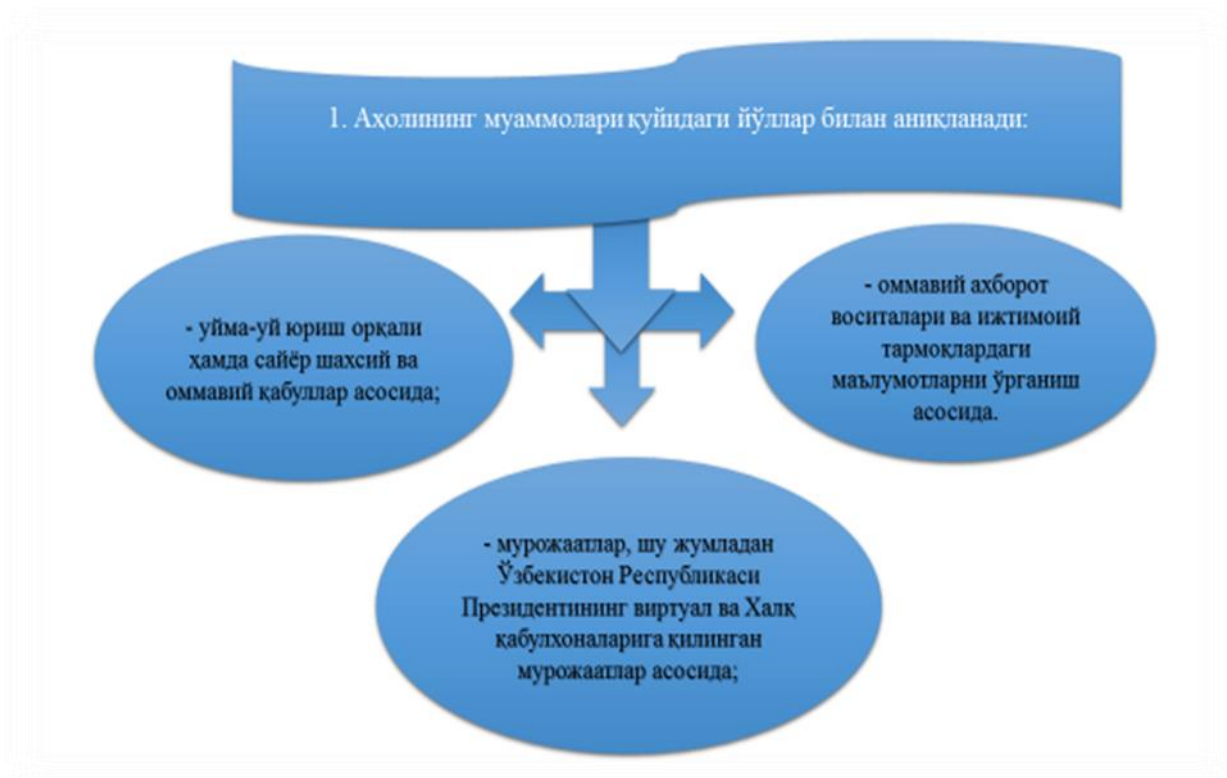 1. Аҳолининг муаммолари қуйидаги йўллар билан аниқланади:
- уйма-уй юриш орқали
ҳамда сайёр шахсий ва
оммавий қабуллар асосида;
- оммавий ахборот
воситалари ва ижтимоий
тармоқлардаги
маълумотларни ўрганиш
асосида.
- мурожаатлар, шу жумладан
Ўзбекистон Республикаси
Президентининг виртуал ва Халқ
қабулхоналарига қилинган
мурожаатлар асосида;